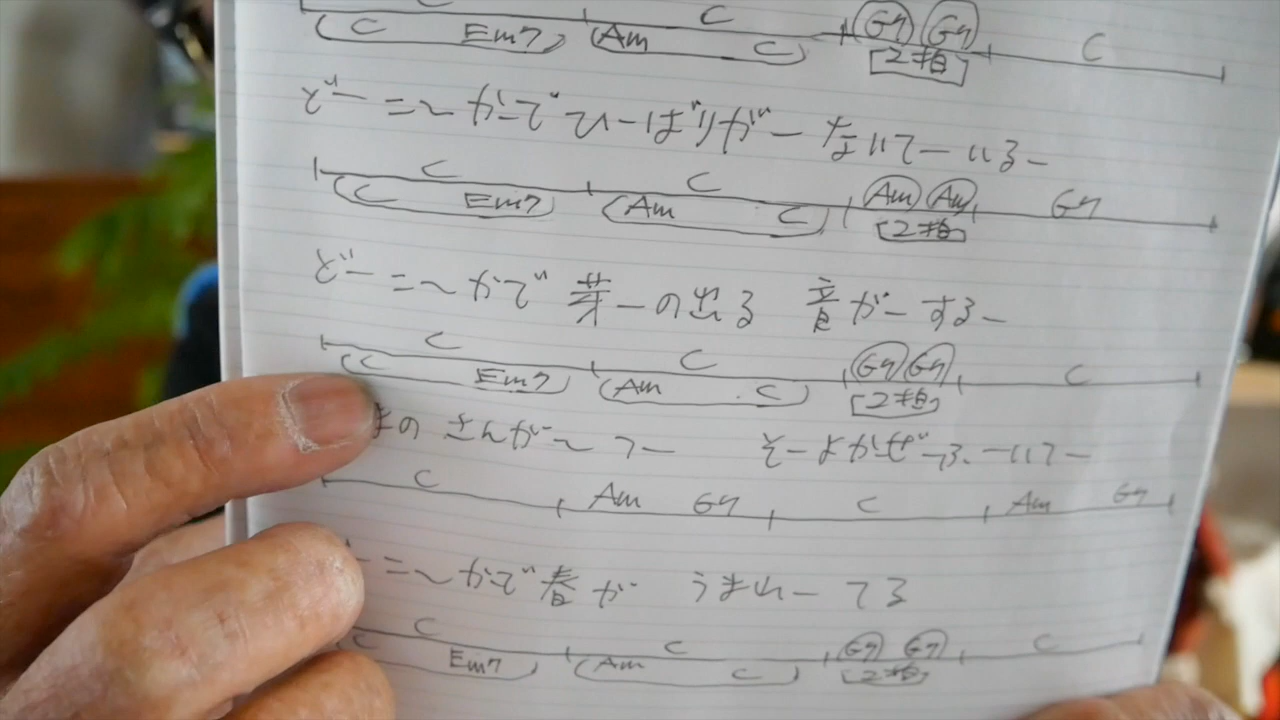 C G7 G7 C
C Em7 Am C [2拍]
どーこ〜かーでひーばりがーないてーいるー
C C Am Am G7
C Em7 Am C [2拍]
どーこ〜かで芽ーの出る 音がーするー
C C G7 G7 C
C Em7 Am C [2拍]
まのさんが〜つー そーよかぜふーいてー
C Am G7 C Am G7
こ〜かで春が うまれーてる
C C G7 G7 C
C Em7 Am C [2拍]